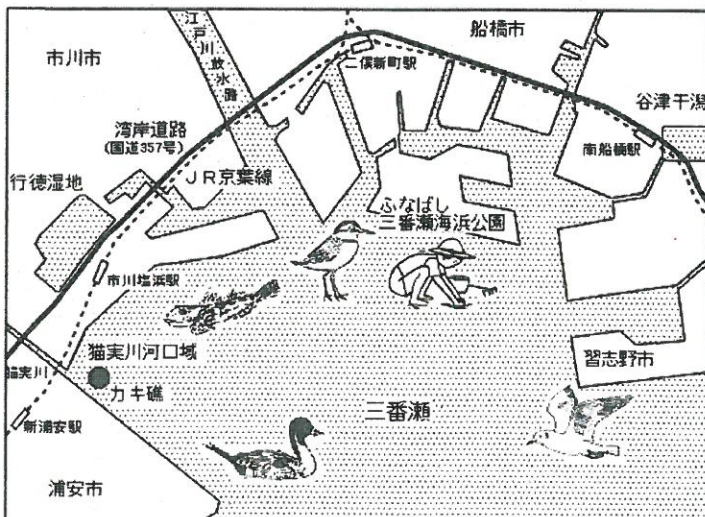 市川市
江戸川放水路
船橋市
二俣新町駅
谷津干潟
湾岸道路
(国道357号)
南船橋駅
行徳湿地
JR京葉線
ふなばし
三番瀬海浜公園
市川塩浜駅
猫実川河口域
猫実川
カキ礁
習志野市
三番瀬
新浦安駅
浦安市